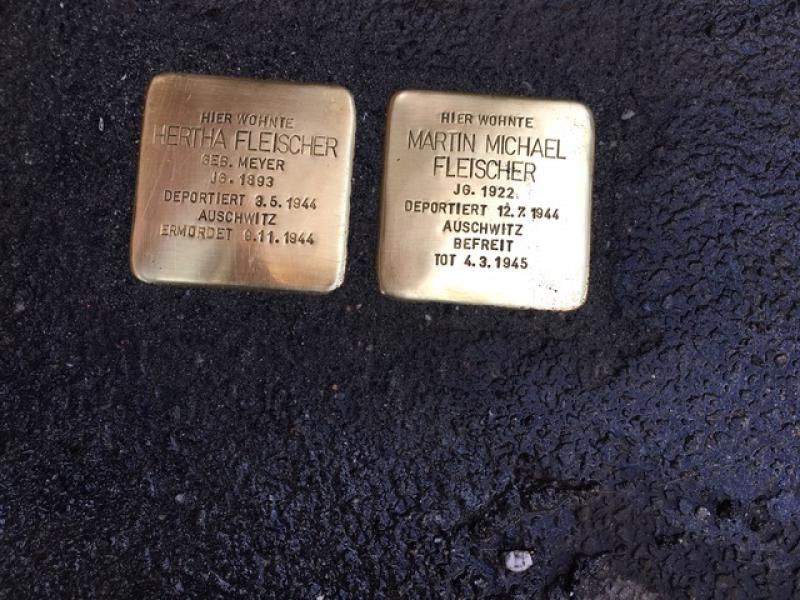 HIER WOHNTE
HERTHA FLEISCHER
GEB. MEYER
JG. 1893
DEPORTIERT 3.5.1944
AUSCHWITZ
ERMORDET 9.11.1944
HIER WOHNTE
MARTIN MICHAEL
FLEISCHER
JG. 1922
DEPORTIERT 12.7.1944
AUSCHWITZ
BEFREIT
TOT 4.3.1945